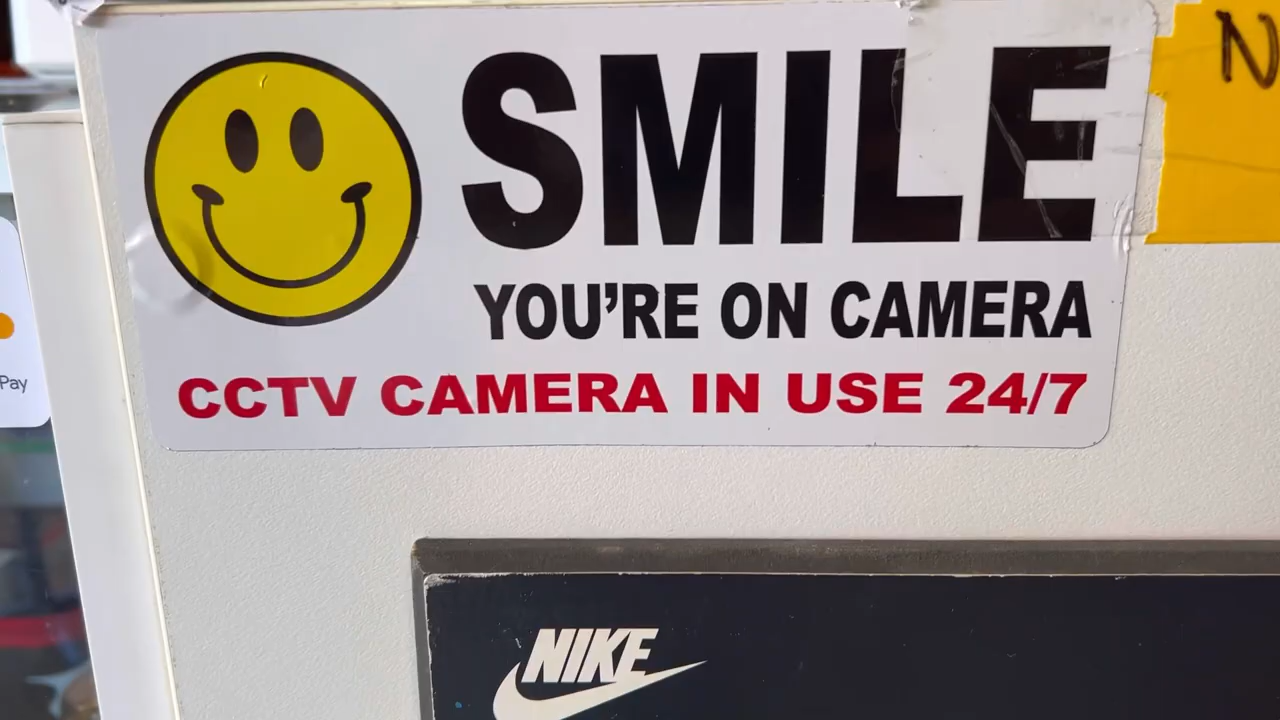 SMILE
YOU'RE ON CAMERA
CCTV CAMERA IN USE 24/7
N
Pay
NIKE